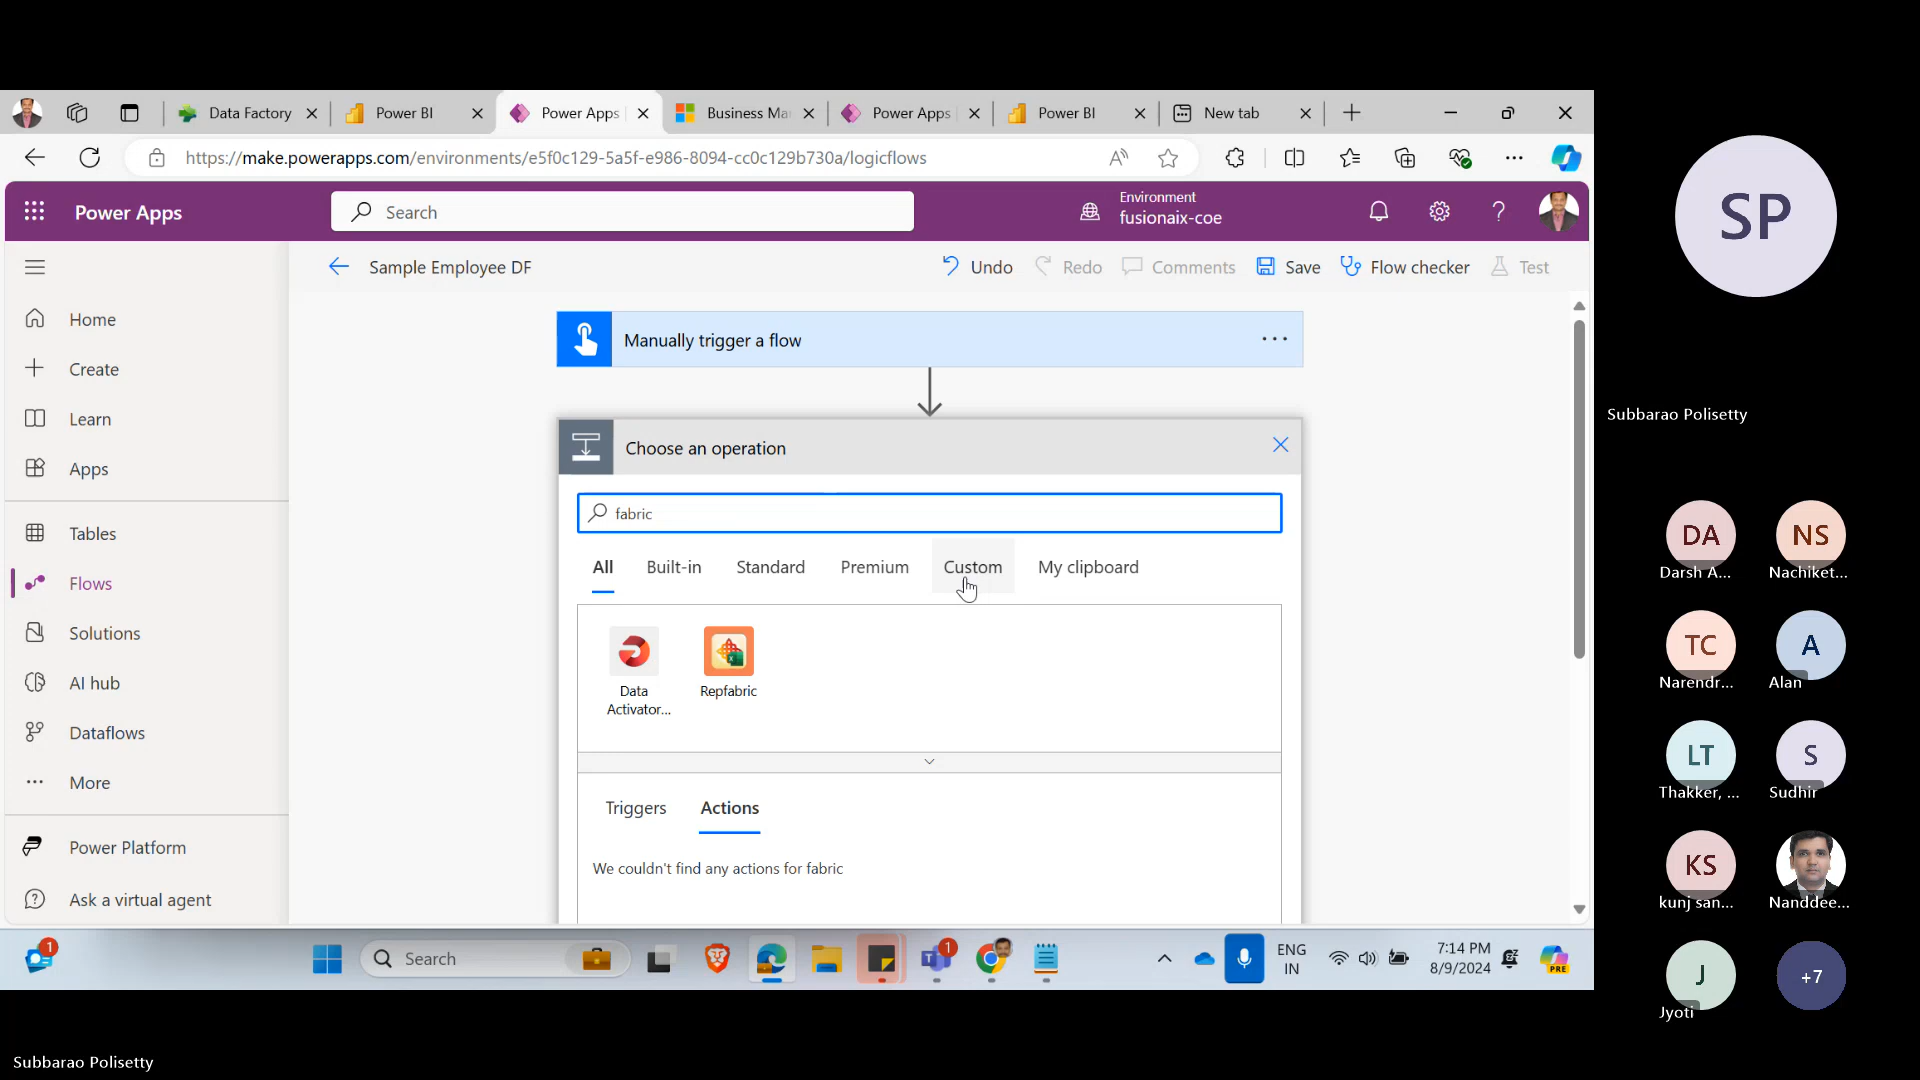 Data Factory
Power BI
Power Apps |
Business Ma
Power Apps
Power BI
New tab
https://make.powerapps.com/environments/e5f0c129-5a5f-e986-8094-cc0c129b730a/logicflows
Power Apps
Search
Environment
fusionaix-coe
Sample Employee DF
Undo
Redo
Comments
Save
Flow checker
Test
Home
Create
Learn
Apps
Tables
Flows
Solutions
AI hub
Dataflows
More
Power Platform
Ask a virtual agent
Manually trigger a flow
Choose an operation
fabric
All
Built-in
Standard
Premium
Custom
My clipboard
Data
Activator...
Repfabric
Triggers
Actions
We couldn't find any actions for fabric
1
Search
1
ENG
IN
7:14 PM
8/9/2024
PRE
SP
Subbarao Polisetty
DA
Darsh A...
NS
Nachiket...
TC
Narendr...
A
Alan
LT
Thakker, ...
S
Sudhir
KS
kunj san...
Nanddee...
J
Jyoti
+7
Subbarao Polisetty